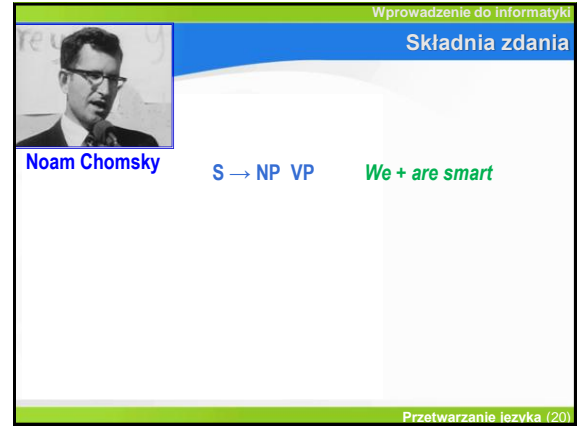 Wprowadzenie do informatyki
Składnia zdania
Noam Chomsky
S → NP VP We + are smart
Przetwarzanie języka (20)